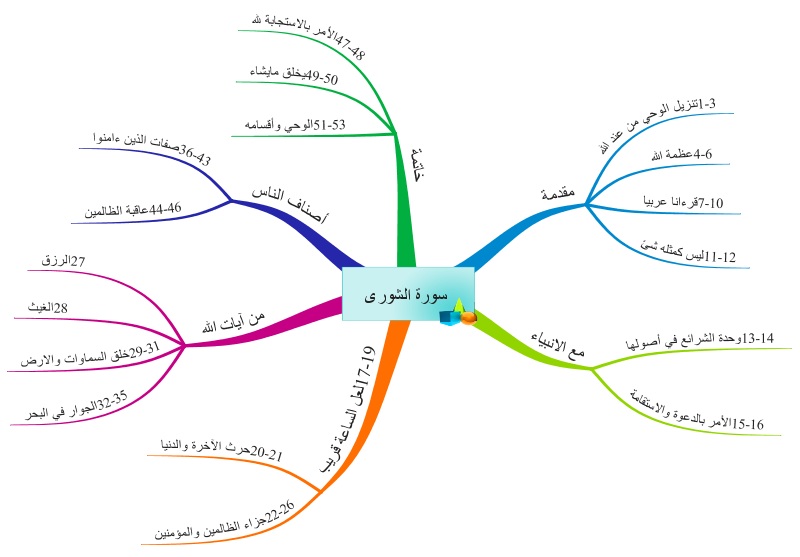 سورة الشورى
مقدمة
1-3تنزيل الوحي من عند الله
4-6عظمة الله
7-10قرءانا عربيا
11-12ليس كمثله شئ
مع الانبياء
13-14وحدة الشرائع في أصولها
15-16الأمر بالدعوة والاستقامة
17-19لعل الساعة قريب
20-21حرث الآخرة والدنيا
22-26جزاء الظالمين والمؤمنين
من آيات الله
27الرزق
28الغيث
29-31خلق السماوات والارض
32-35الجوار في البحر
أصناف الناس
36-43صفات الذين ءامنوا
44-46عاقبة الظالمين
خاتمة
47-48الأمر بالاستجابة لله
49-50يخلق مايشاء
51-53الوحي وأقسامه